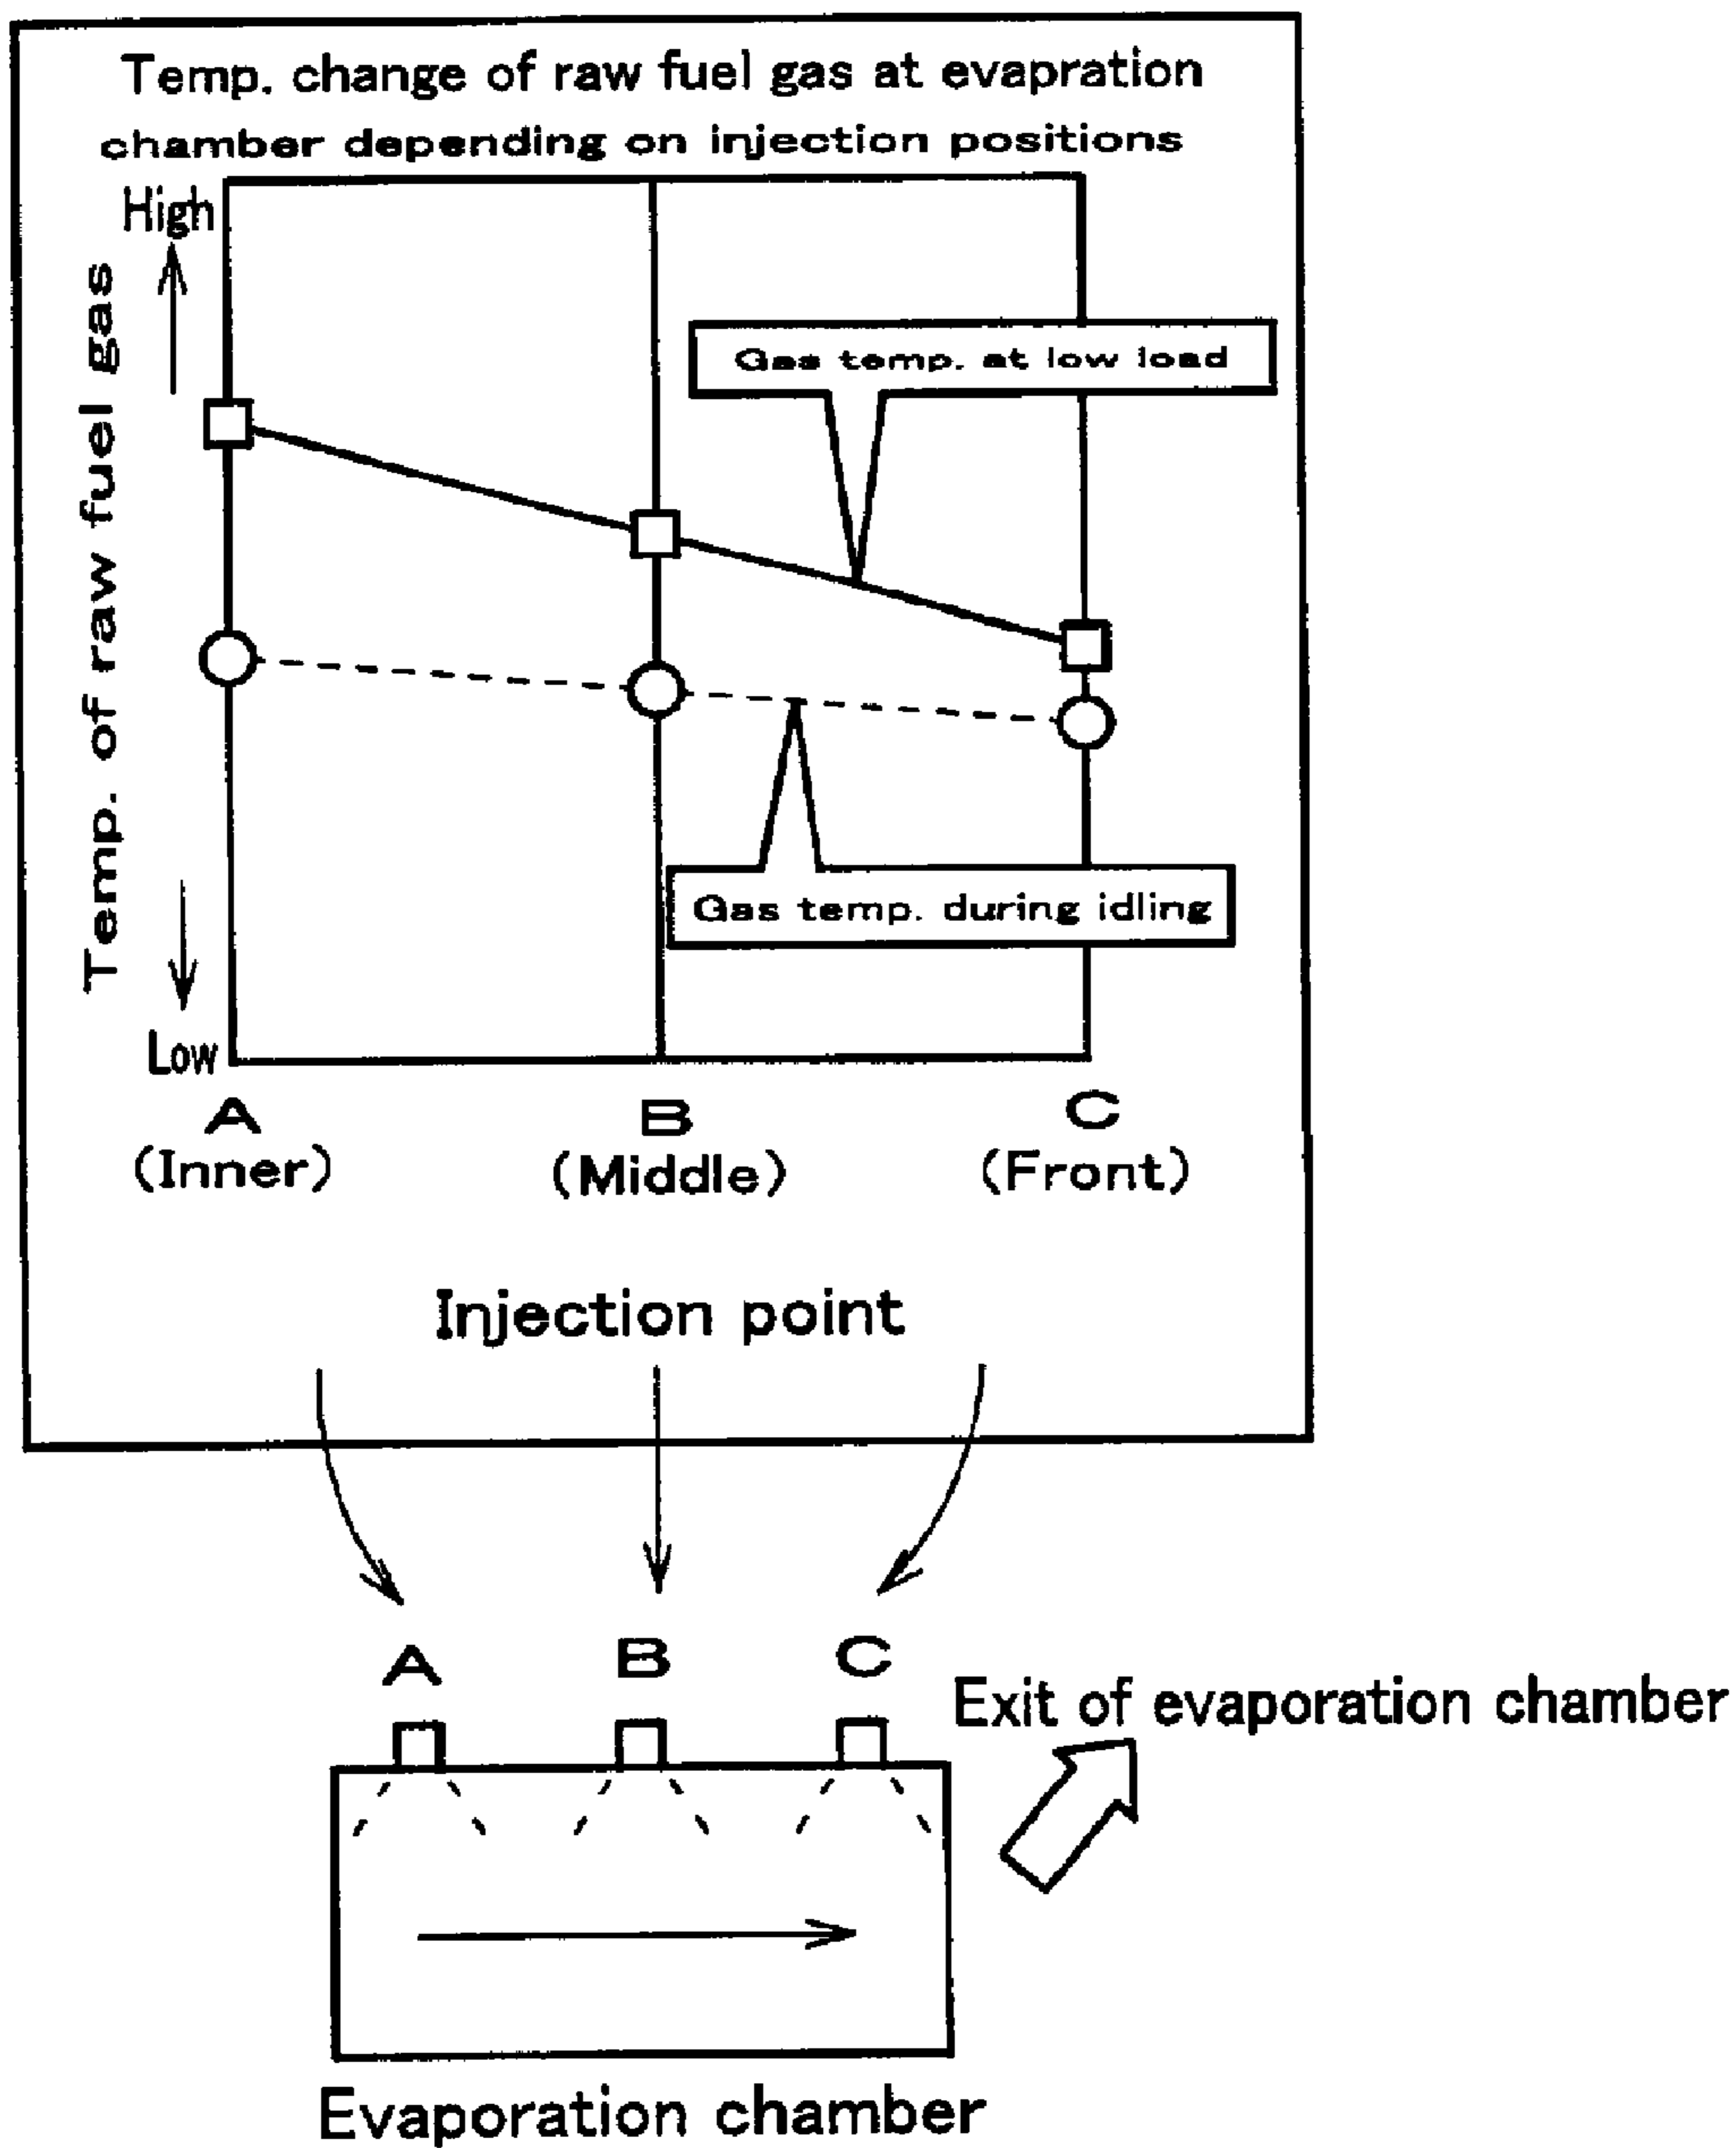 Temp. change of raw fuel gas at evapration
chamber depending on injection positions
High
Temp. of raw fuel gas
Gas temp. at low load
Gas temp. during idling
Low
A
(Inner)
B
(Middle)
C
(Front)
Injection point
A
B
C
Exit of evaporation chamber
Evaporation chamber